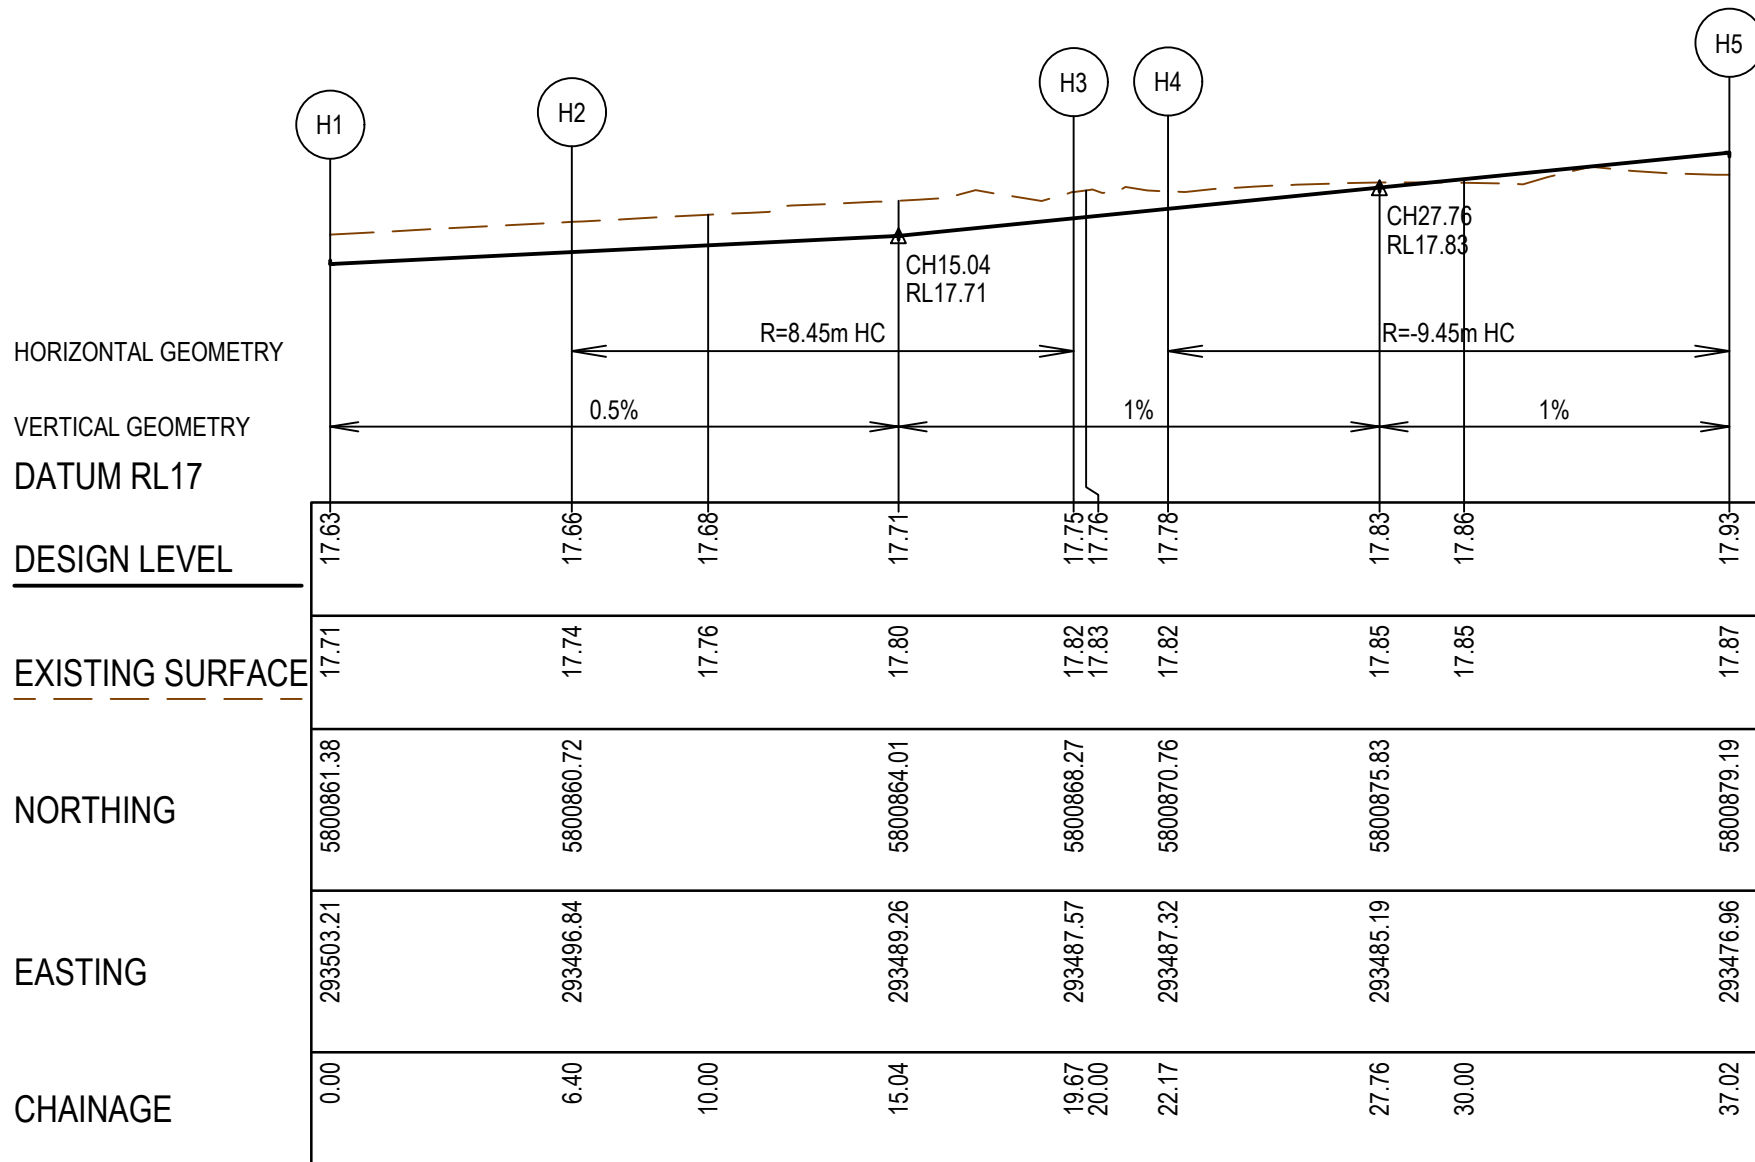 H1
H2
H3
H4
H5
CH15.04
RL17.71
CH27.76
RL17.83
HORIZONTAL GEOMETRY
R=8.45m HC
R=-9.45m HC
VERTICAL GEOMETRY
0.5%
1%
1%
DATUM RL17
DESIGN LEVEL
17.63
17.66
17.68
17.71
17.75
17.76
17.78
17.83
17.86
17.93
EXISTING SURFACE
17.71
17.74
17.76
17.80
17.82
17.83
17.82
17.85
17.85
17.87
NORTHING
5800861.38
5800860.72
5800864.01
5800868.27
5800870.76
5800875.83
5800879.19
EASTING
293503.21
293496.84
293489.26
293487.57
293487.32
293485.19
293476.96
CHAINAGE
0.00
6.40
10.00
15.04
19.67
20.00
22.17
27.76
30.00
37.02